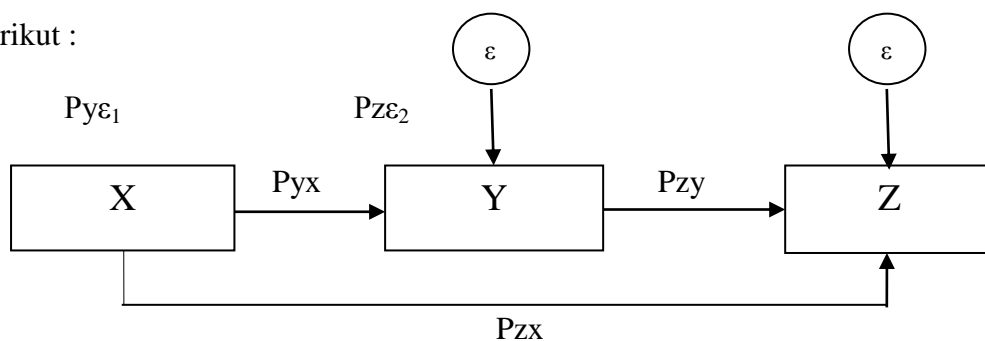 rikut :
ε ε
Pyε₁ Pzε₂
X Pyx Y Pzy Z
Pzx